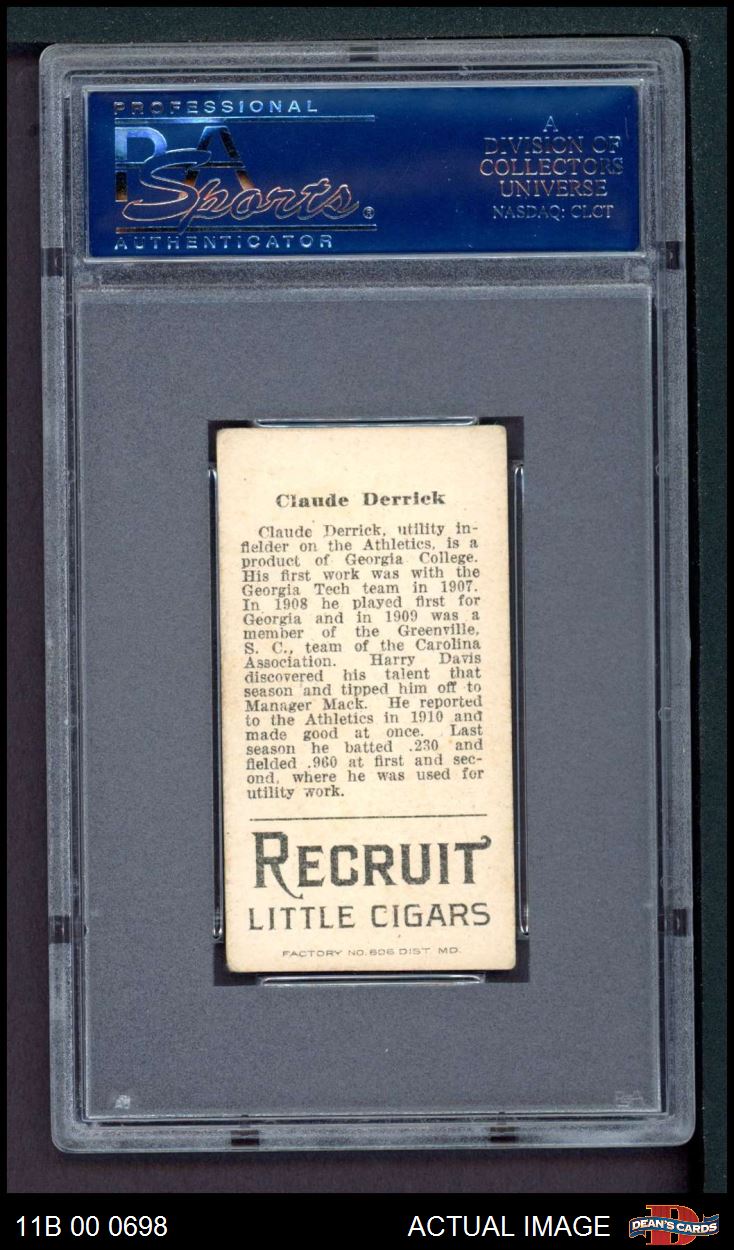 PROFESSIONAL
PSA
Sports®
AUTHENTICATOR
A
DIVISION OF
COLLECTORS
UNIVERSE
NASDAQ: CLCT
Claude Derrick
Claude Derrick, utility in-
fielder on the Athletics, is a
product of Georgia College.
His first work was with the
Georgia Tech team in 1907.
In 1908 he played first for
Georgia and in 1909 was a
member of the Greenville,
S. C., team of the Carolina
Association. Harry Davis
discovered his talent that
season and tipped him off to
Manager Mack. He reported
to the Athletics in 1910 and
made good at once. Last
season he batted .230 and
fielded .960 at first and sec-
ond, where he was used for
utility work.
RECRUIT
LITTLE CIGARS
FACTORY NO. 606 DIST MD.
11B 00 0698
ACTUAL IMAGE
DEAN'S CARDS